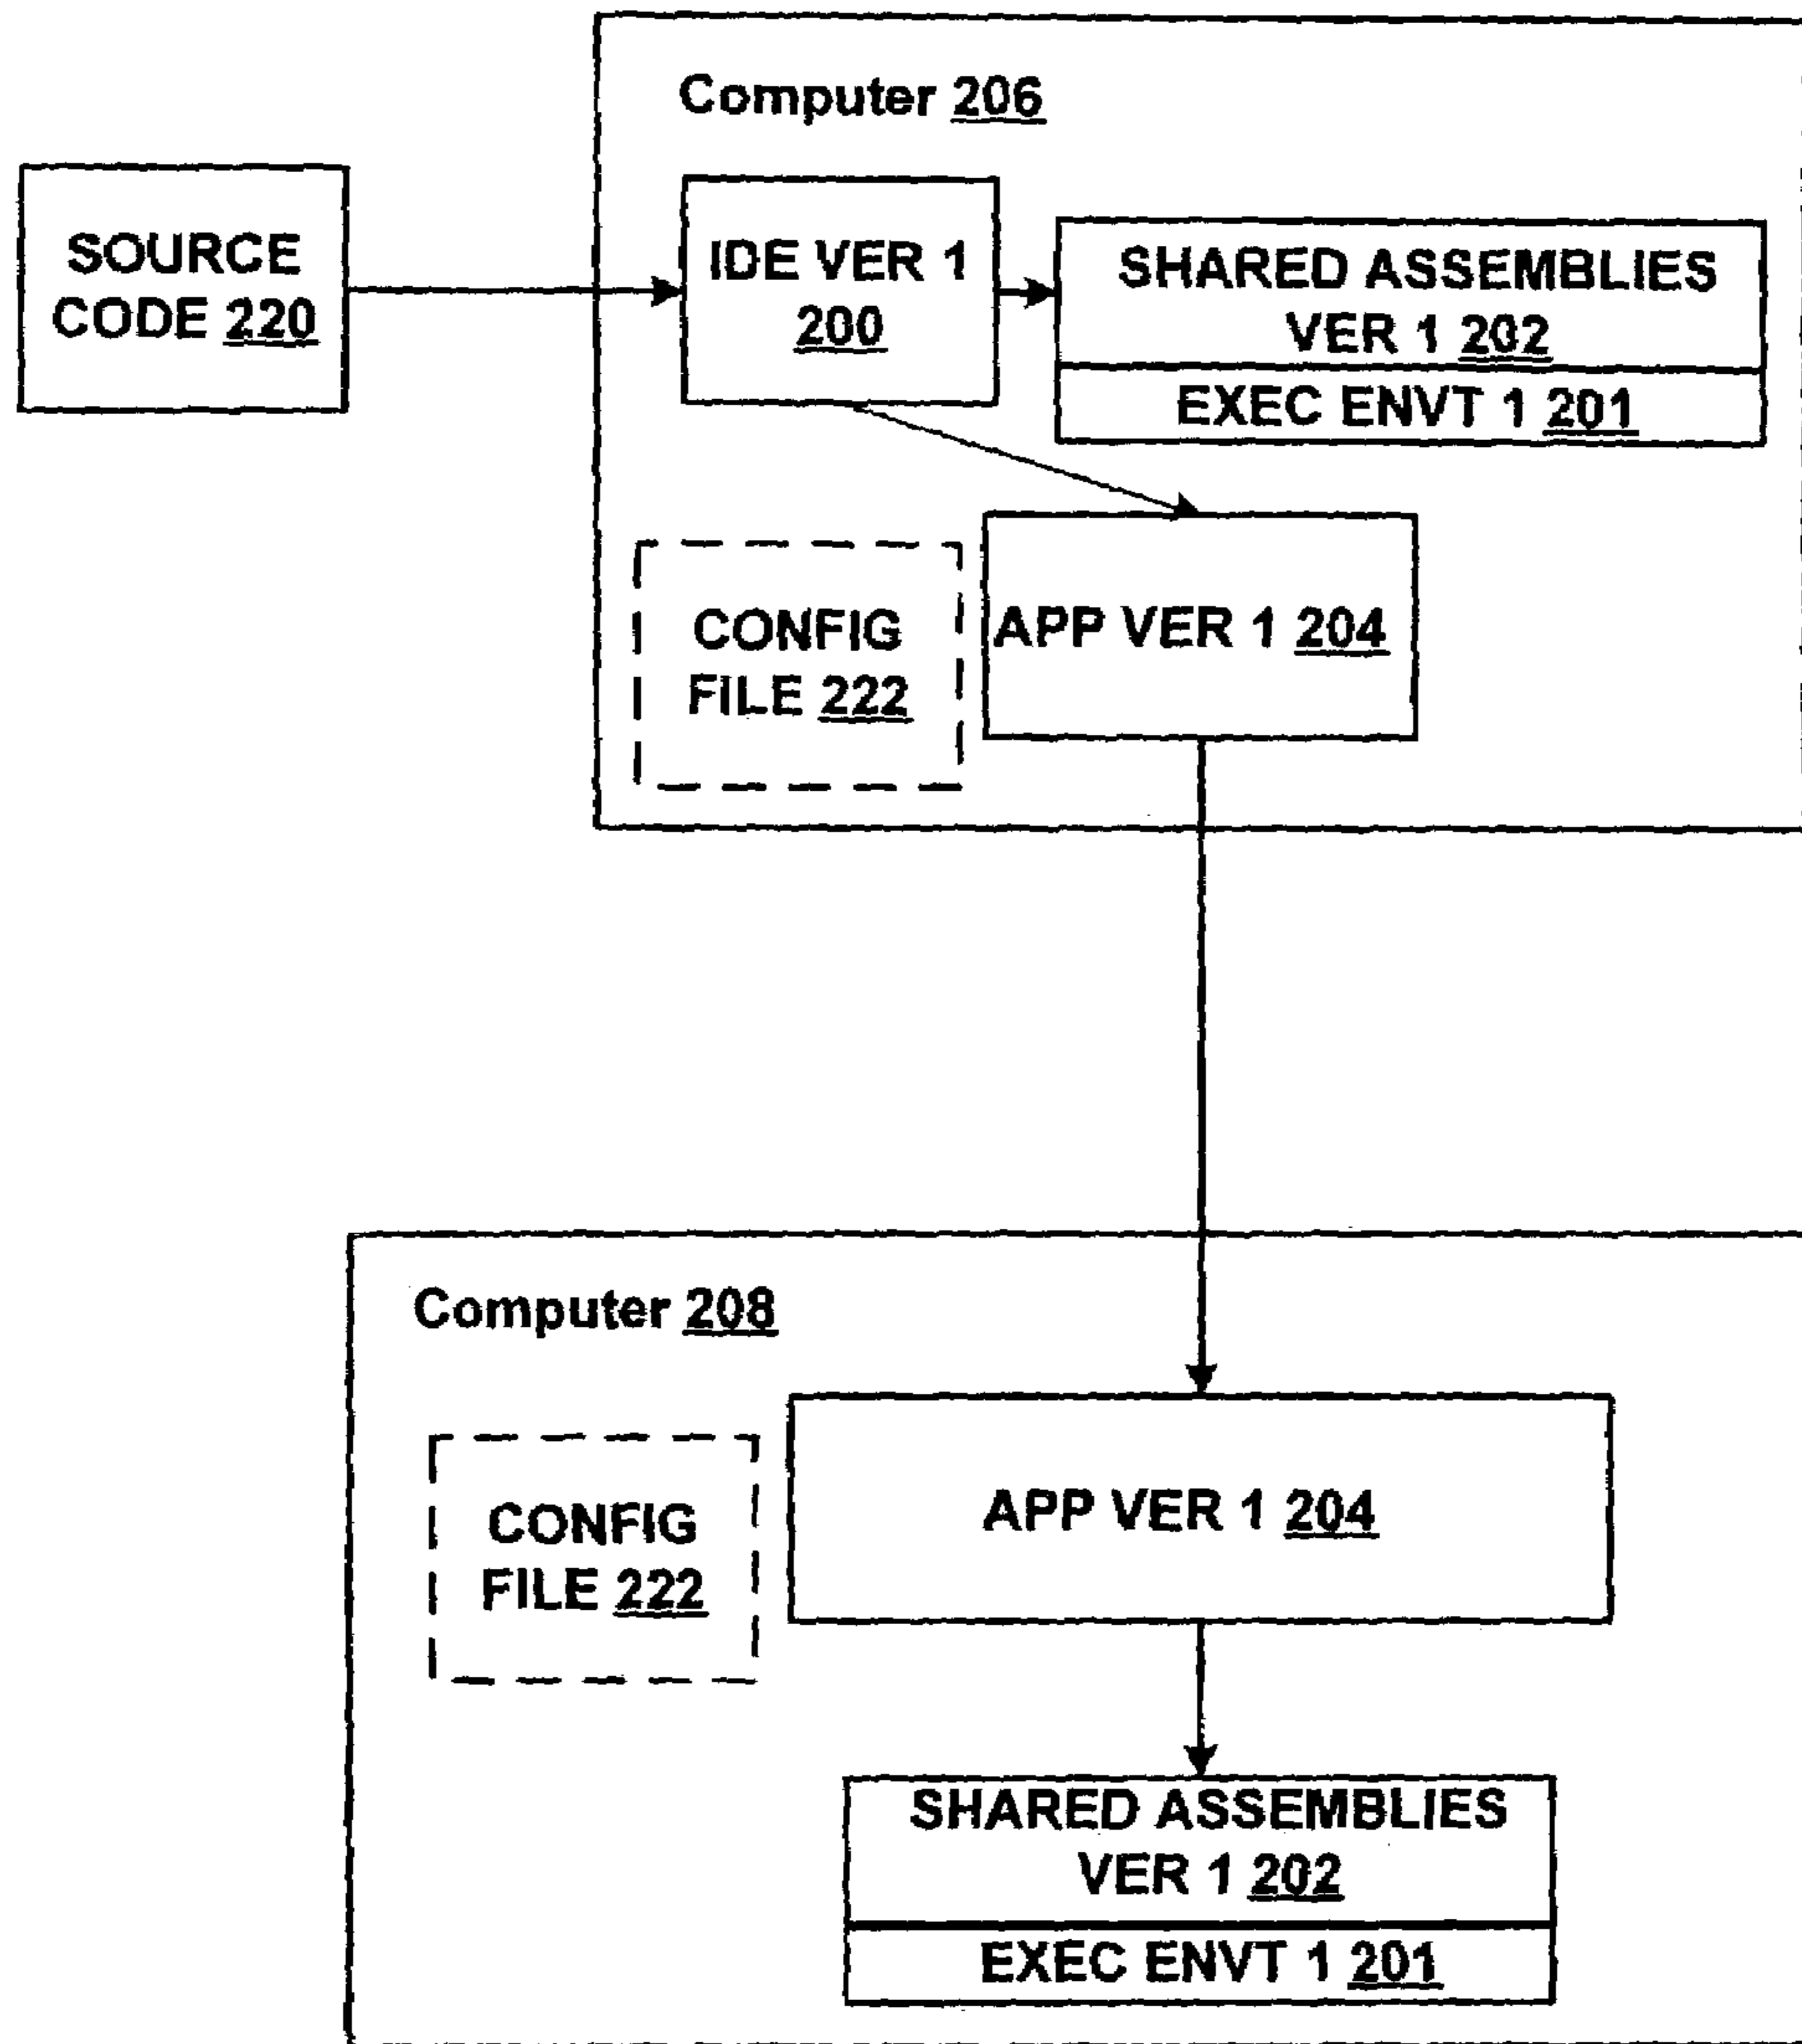 Computer 206
SOURCE
CODE 220
IDE VER 1
200
SHARED ASSEMBLIES
VER 1 202
EXEC ENVT 1 201
CONFIG
FILE 222
APP VER 1 204
Computer 208
CONFIG
FILE 222
APP VER 1 204
SHARED ASSEMBLIES
VER 1 202
EXEC ENVT 1 201